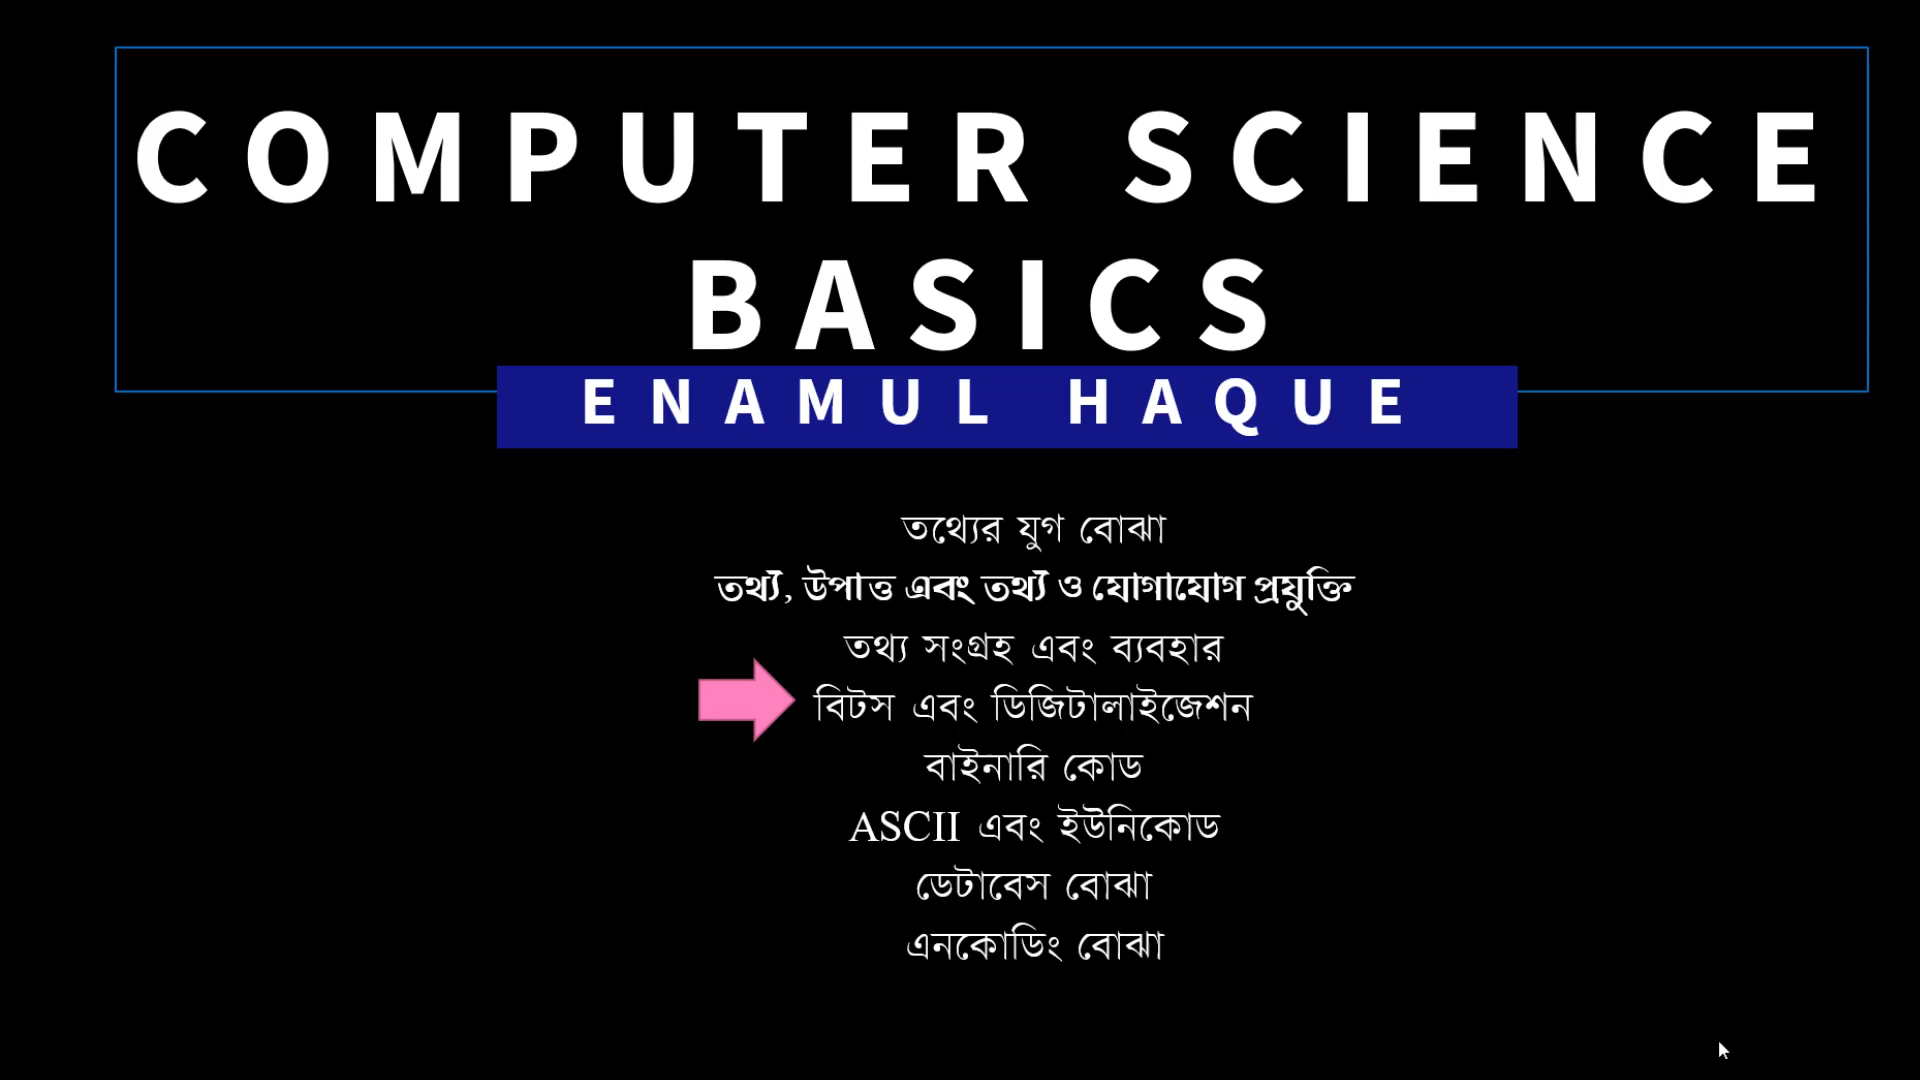 COMPUTER SCIENCE
BASICS
ENAMUL HAQUE
তথ্যের যুগ বোঝা
তথ্য, উপাত্ত এবং তথ্য ও যোগাযোগ প্রযুক্তি
তথ্য সংগ্রহ এবং ব্যবহার
বিটস এবং ডিজিটালাইজেশন
বাইনারি কোড
ASCII এবং ইউনিকোড
ডেটাবেস বোঝা
এনকোডিং বোঝা